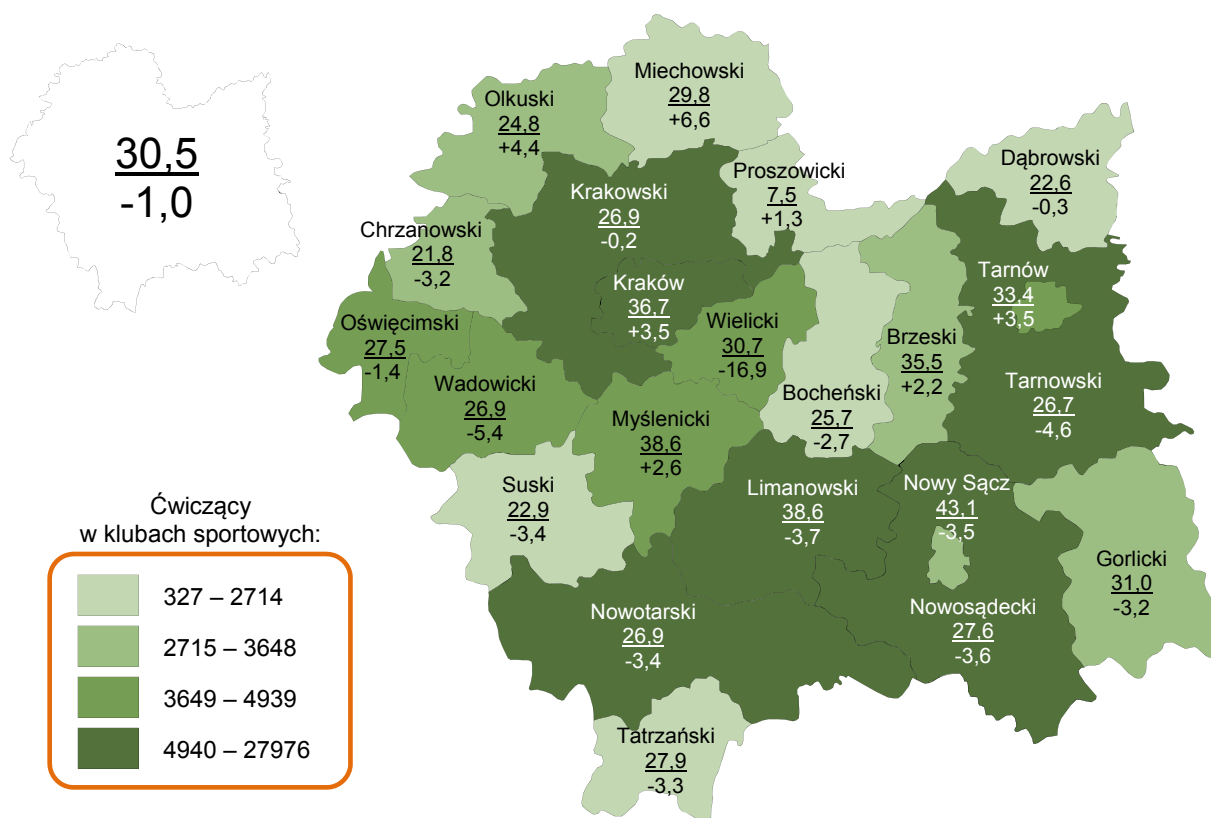 30,5
-1,0
Miechowski
29,8
+6,6
Olkuski
24,8
+4,4
Dąbrowski
22,6
-0,3
Proszowicki
7,5
+1,3
Krakowski
26,9
-0,2
Chrzanowski
21,8
-3,2
Tarnów
33,4
+3,5
Kraków
36,7
+3,5
Wielicki
30,7
-16,9
Oświęcimski
27,5
-1,4
Brzeski
35,5
+2,2
Wadowicki
26,9
-5,4
Bocheński
25,7
-2,7
Tarnowski
26,7
-4,6
Myślenicki
38,6
+2,6
Suski
22,9
-3,4
Limanowski
38,6
-3,7
Nowy Sącz
43,1
-3,5
Gorlicki
31,0
-3,2
Nowotarski
26,9
-3,4
Nowosądecki
27,6
-3,6
Tatrzański
27,9
-3,3
Ćwiczący
w klubach sportowych:
327 – 2714
2715 – 3648
3649 – 4939
4940 – 27976